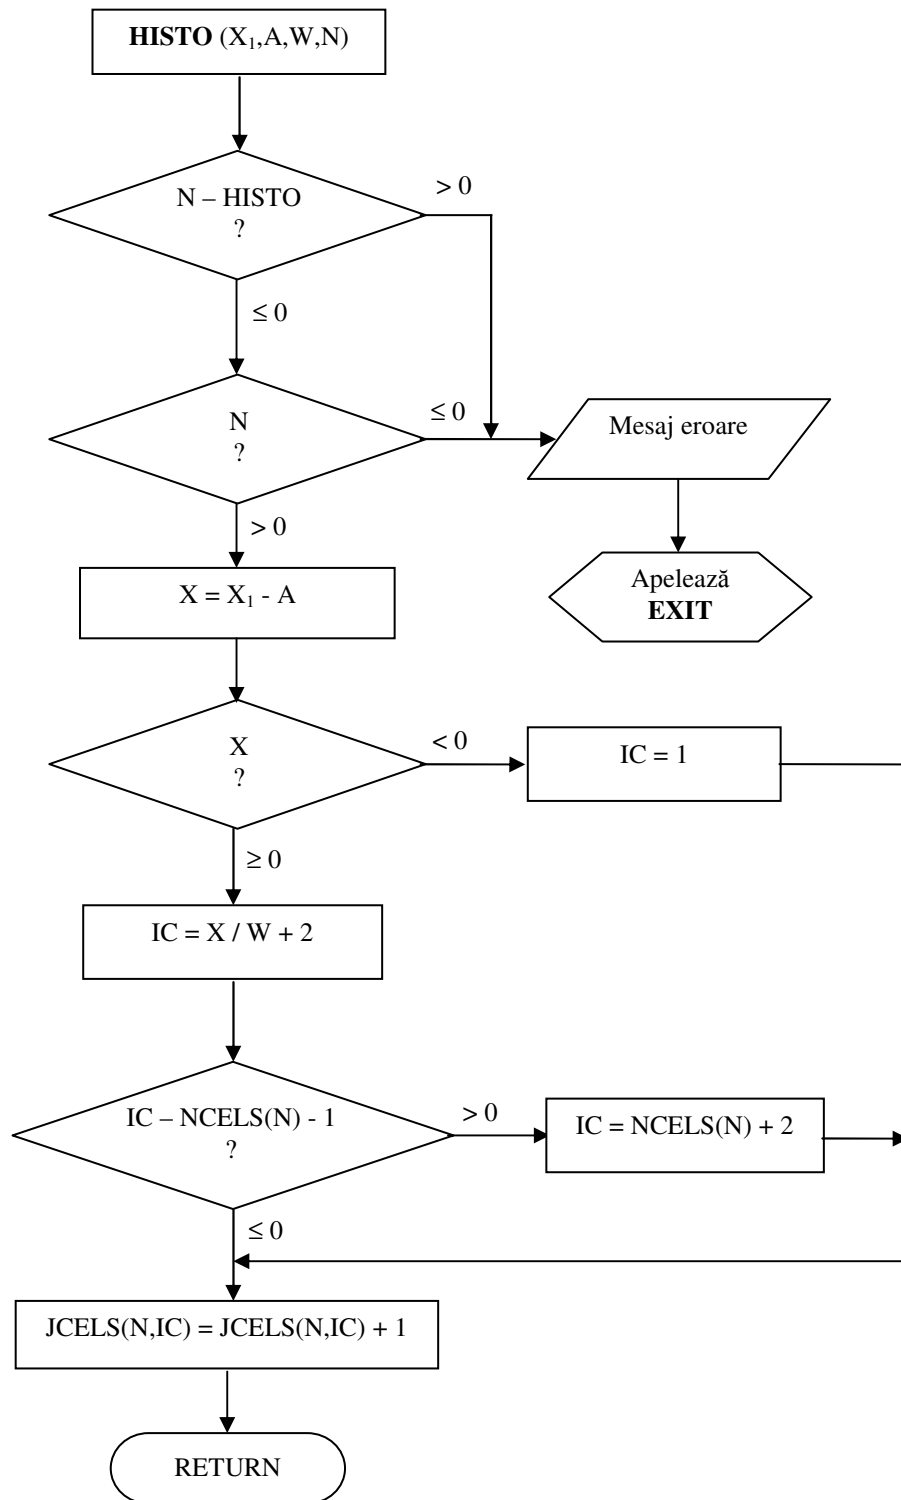 HISTO (X₁,A,W,N)
N – HISTO
?
> 0
≤ 0
N
?
≤ 0
Mesaj eroare
> 0
Apelează
EXIT
X = X₁ - A
X
?
< 0
IC = 1
≥ 0
IC = X / W + 2
IC – NCELS(N) - 1
?
> 0
IC = NCELS(N) + 2
≤ 0
JCELS(N,IC) = JCELS(N,IC) + 1
RETURN